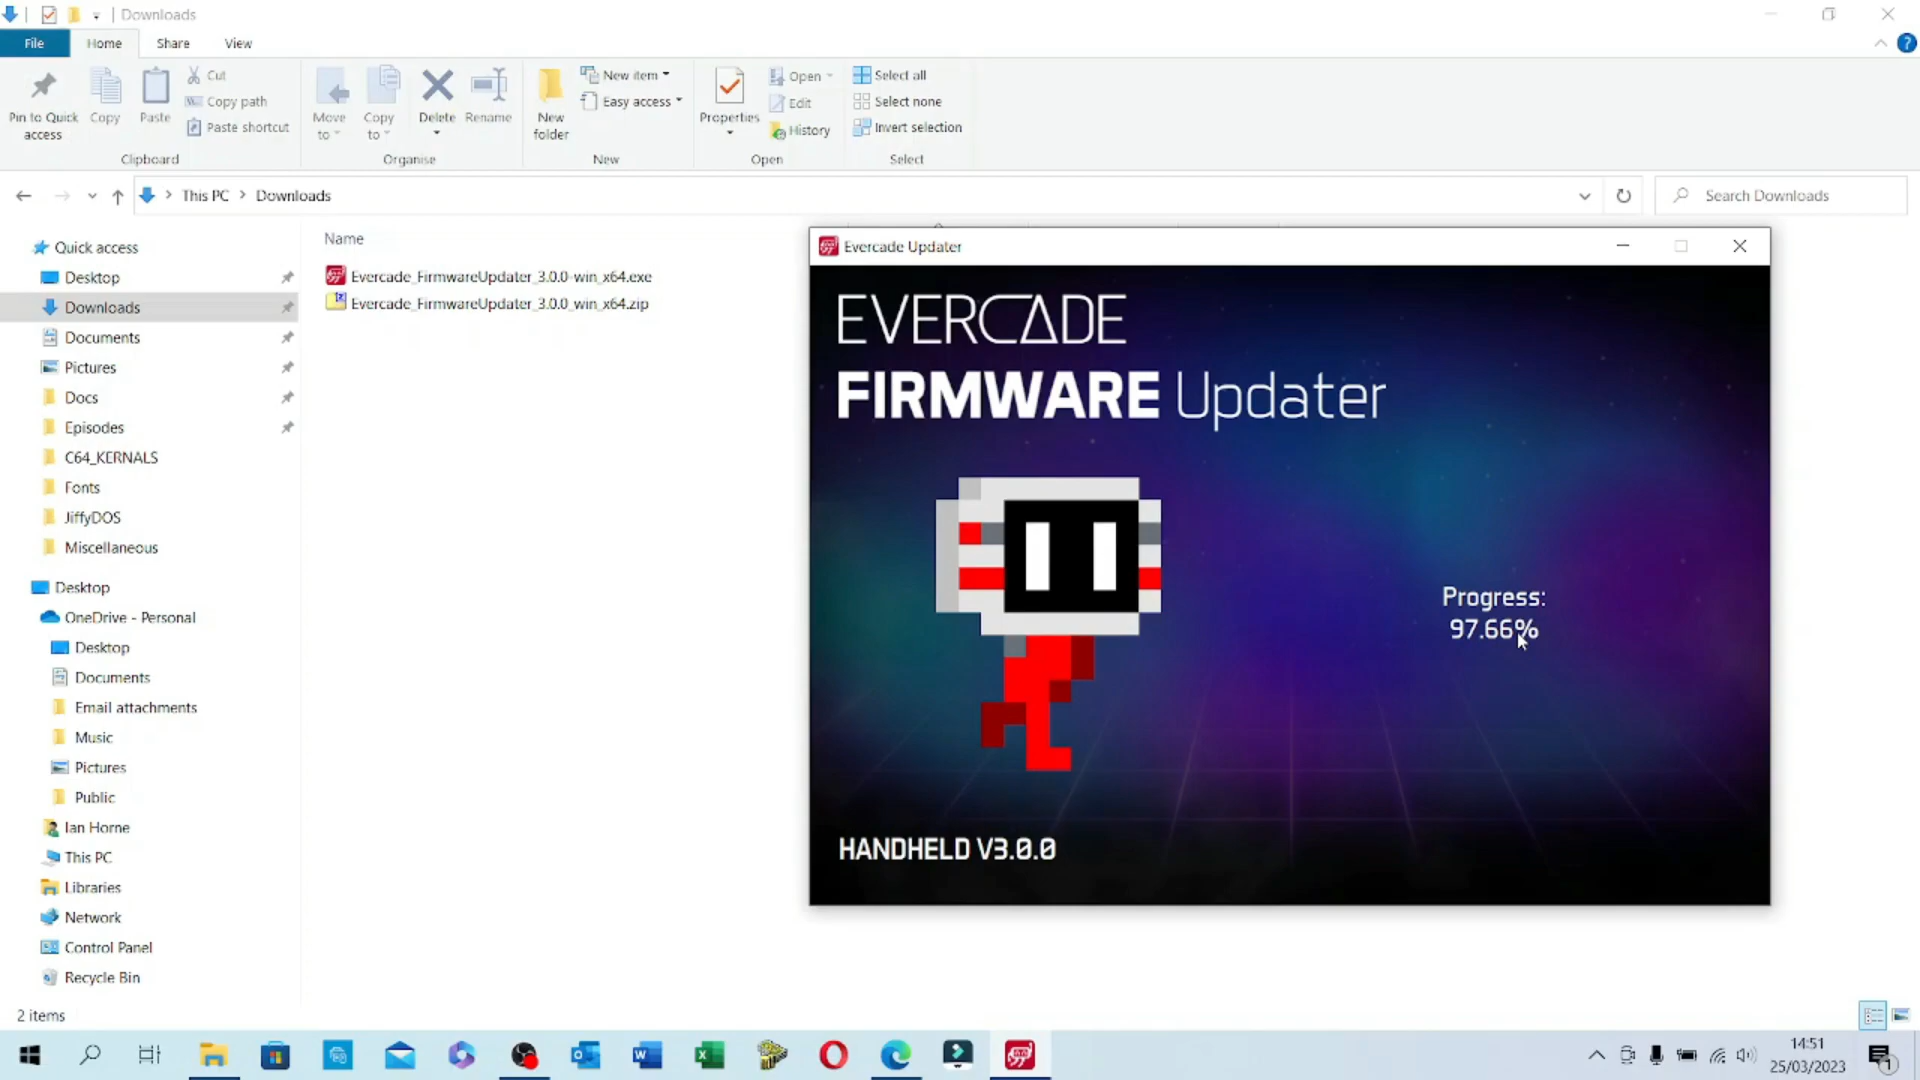 Downloads
File Home Share View
Pin to Quick access
Copy
Paste
Cut
Copy path
Paste shortcut
Clipboard
Move to
Copy to
Delete
Rename
Organise
New folder
New item
Easy access
New
Properties
Open
Edit
History
Open
Select all
Select none
Invert selection
Select
This PC > Downloads
Search Downloads
Quick access
Desktop
Downloads
Documents
Pictures
Docs
Episodes
C64_KERNALS
Fonts
JiffyDOS
Miscellaneous
Desktop
OneDrive - Personal
Desktop
Documents
Email attachments
Music
Pictures
Public
Ian Horne
This PC
Libraries
Network
Control Panel
Recycle Bin
Name
Evercade_FirmwareUpdater_3.0.0-win_x64.exe
Evercade_FirmwareUpdater_3.0.0_win_x64.zip
Evercade Updater
EVERCADE
FIRMWARE Updater
Progress:
97.66%
HANDHELD V3.0.0
2 items
14:51
25/03/2023
1